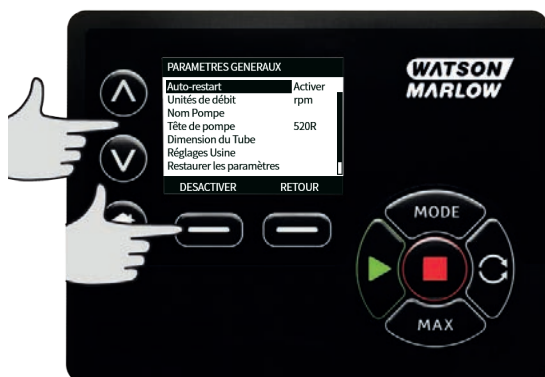 PARAMETRES GENERAUX
Auto-restart Activer
Unités de débit rpm
Nom Pompe
Tête de pompe 520R
Dimension du Tube
Réglages Usine
Restaurer les paramètres
DESACTIVER RETOUR
WATSON
MARLOW
MODE
MAX